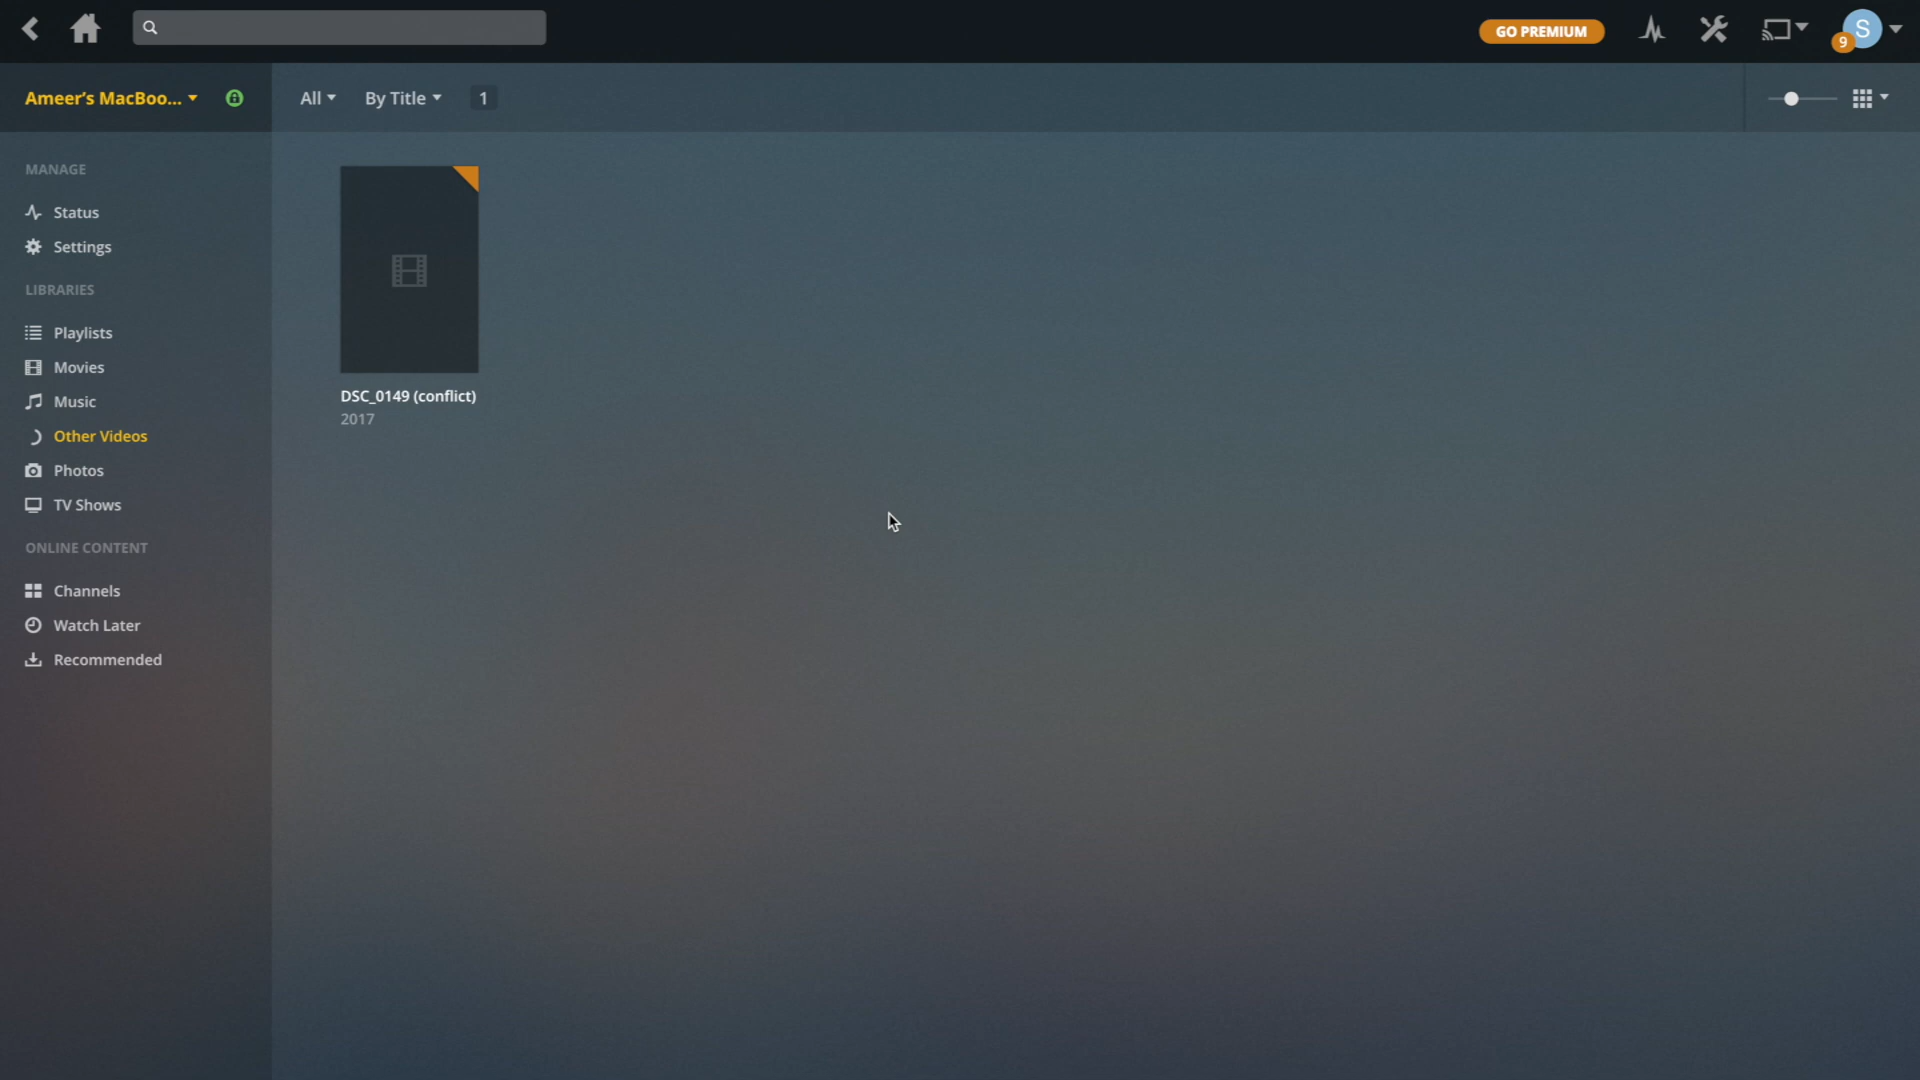 GO PREMIUM
S
9
Ameer's MacBoo...
All
By Title
1
MANAGE
Status
Settings
LIBRARIES
Playlists
Movies
Music
Other Videos
Photos
TV Shows
ONLINE CONTENT
Channels
Watch Later
Recommended
DSC_0149 (conflict)
2017